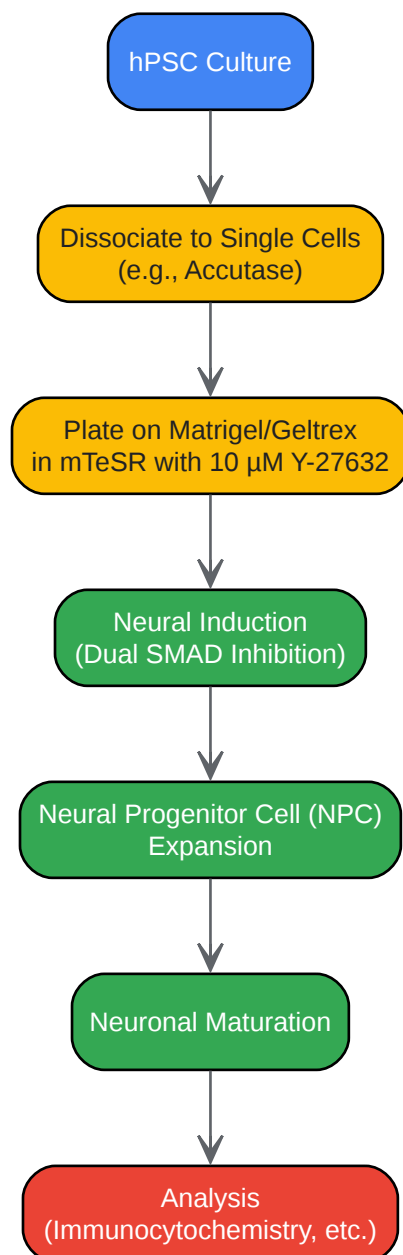 hPSC Culture
Dissociate to Single Cells
(e.g., Accutase)
Plate on Matrigel/Geltrex
in mTeSR with 10 µM Y-27632
Neural Induction
(Dual SMAD Inhibition)
Neural Progenitor Cell (NPC)
Expansion
Neuronal Maturation
Analysis
(Immunocytochemistry, etc.)